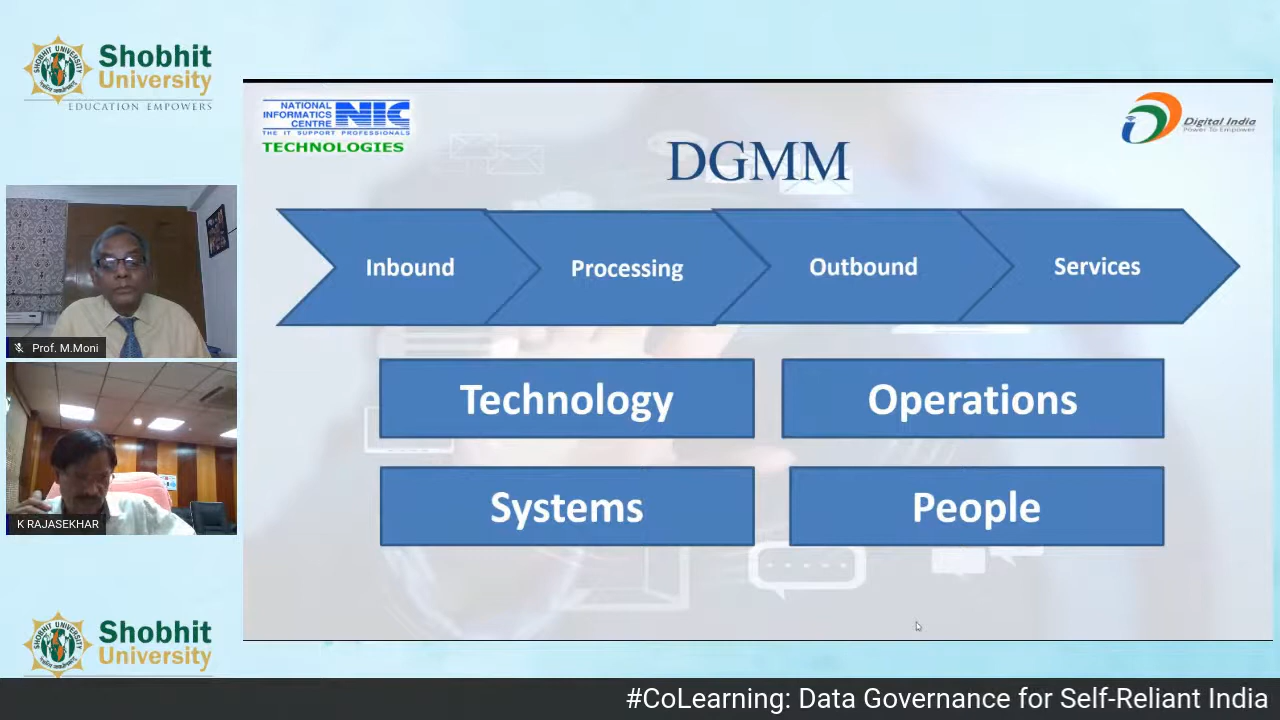 Shobhit
University
EDUCATION EMPOWERS
NATIONAL
INFORMATICS
CENTRE
NIC
THE IT SUPPORT PROFESSIONALS
TECHNOLOGIES
Digital India
Power To Empower
DGMM
Inbound
Processing
Outbound
Services
Technology
Operations
Systems
People
Prof. M.Moni
K RAJASEKHAR
Shobhit
University
#CoLearning: Data Governance for Self-Reliant India